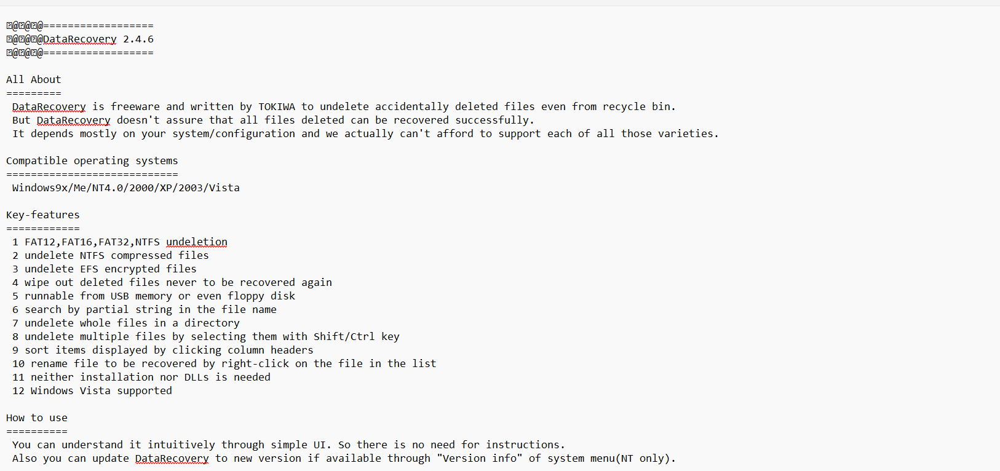 @@@==================
@@@DataRecovery 2.4.6
@@@==================
All About
=========
DataRecovery is freeware and written by TOKIWA to undelete accidentally deleted files even from recycle bin.
But DataRecovery doesn't assure that all files deleted can be recovered successfully.
It depends mostly on your system/configuration and we actually can't afford to support each of all those varieties.
Compatible operating systems
============================
Windows9x/Me/NT4.0/2000/XP/2003/Vista
Key-features
============
1 FAT12,FAT16,FAT32,NTFS undeletion
2 undelete NTFS compressed files
3 undelete EFS encrypted files
4 wipe out deleted files never to be recovered again
5 runnable from USB memory or even floppy disk
6 search by partial string in the file name
7 undelete whole files in a directory
8 undelete multiple files by selecting them with Shift/Ctrl key
9 sort items displayed by clicking column headers
10 rename file to be recovered by right-click on the file in the list
11 neither installation nor DLLs is needed
12 Windows Vista supported
How to use
==========
You can understand it intuitively through simple UI. So there is no need for instructions.
Also you can update DataRecovery to new version if available through "Version info" of system menu(NT only).